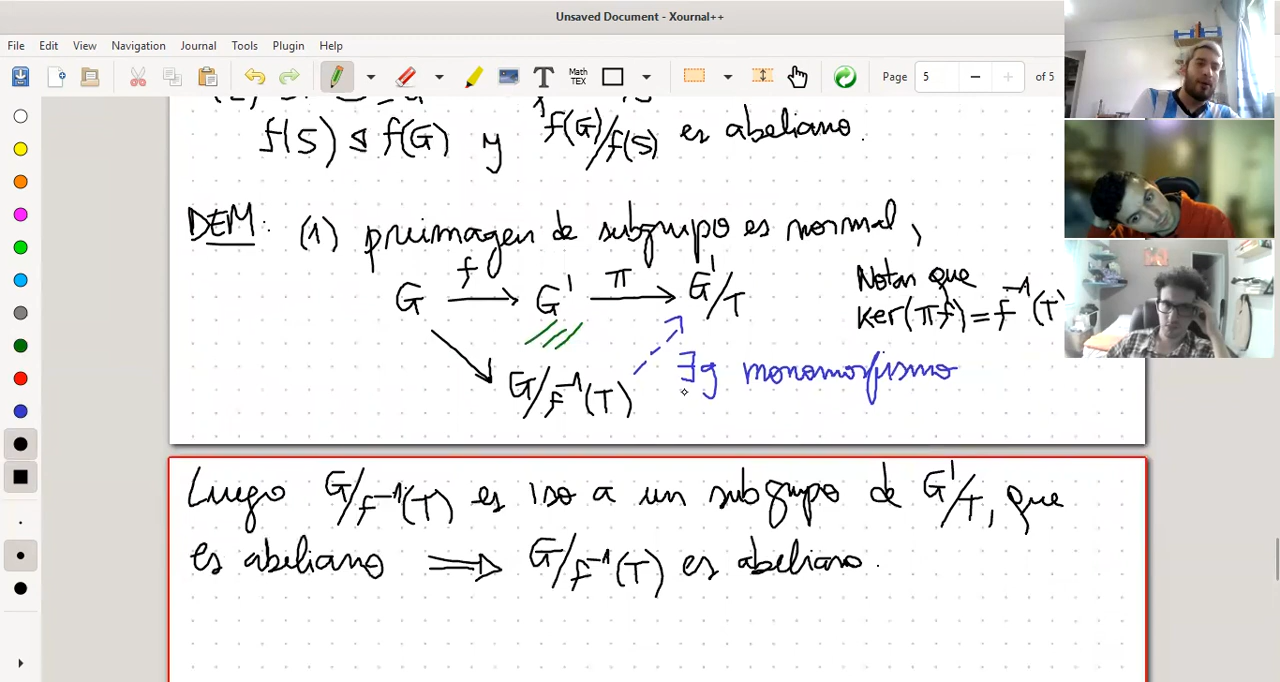 Unsaved Document - Xournal++
File Edit View Navigation Journal Tools Plugin Help
T Math TEX Page 5 of 5
f(S) ⊴ f(G) y f(G)/f(S) es abeliano.
DEM: (1) preimagen de subgrupo es normal,
G →f G' →π G'/T
Notar que
ker(πf) = f⁻¹(T)
G/f⁻¹(T) ∃g monomorfismo
Luego G/f⁻¹(T) es iso a un subgrupo de G'/T, que
es abeliano ⟹ G/f⁻¹(T) es abeliano.